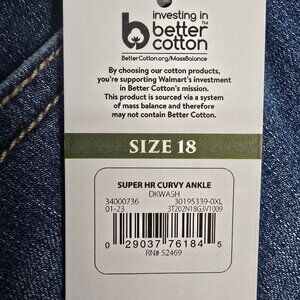 investing in
better
cotton™
BetterCotton.org/MassBalance
By choosing our cotton products,
you're supporting Walmart's investment
in Better Cotton's mission.
This product is sourced via a system
of mass balance and therefore
may not contain Better Cotton.
SIZE 18
SUPER HR CURVY ANKLE
DKWASH
34000736 30195339-0XL
01-23 3T202N18G3V1009
0 29037 76184 5
RN# 52469